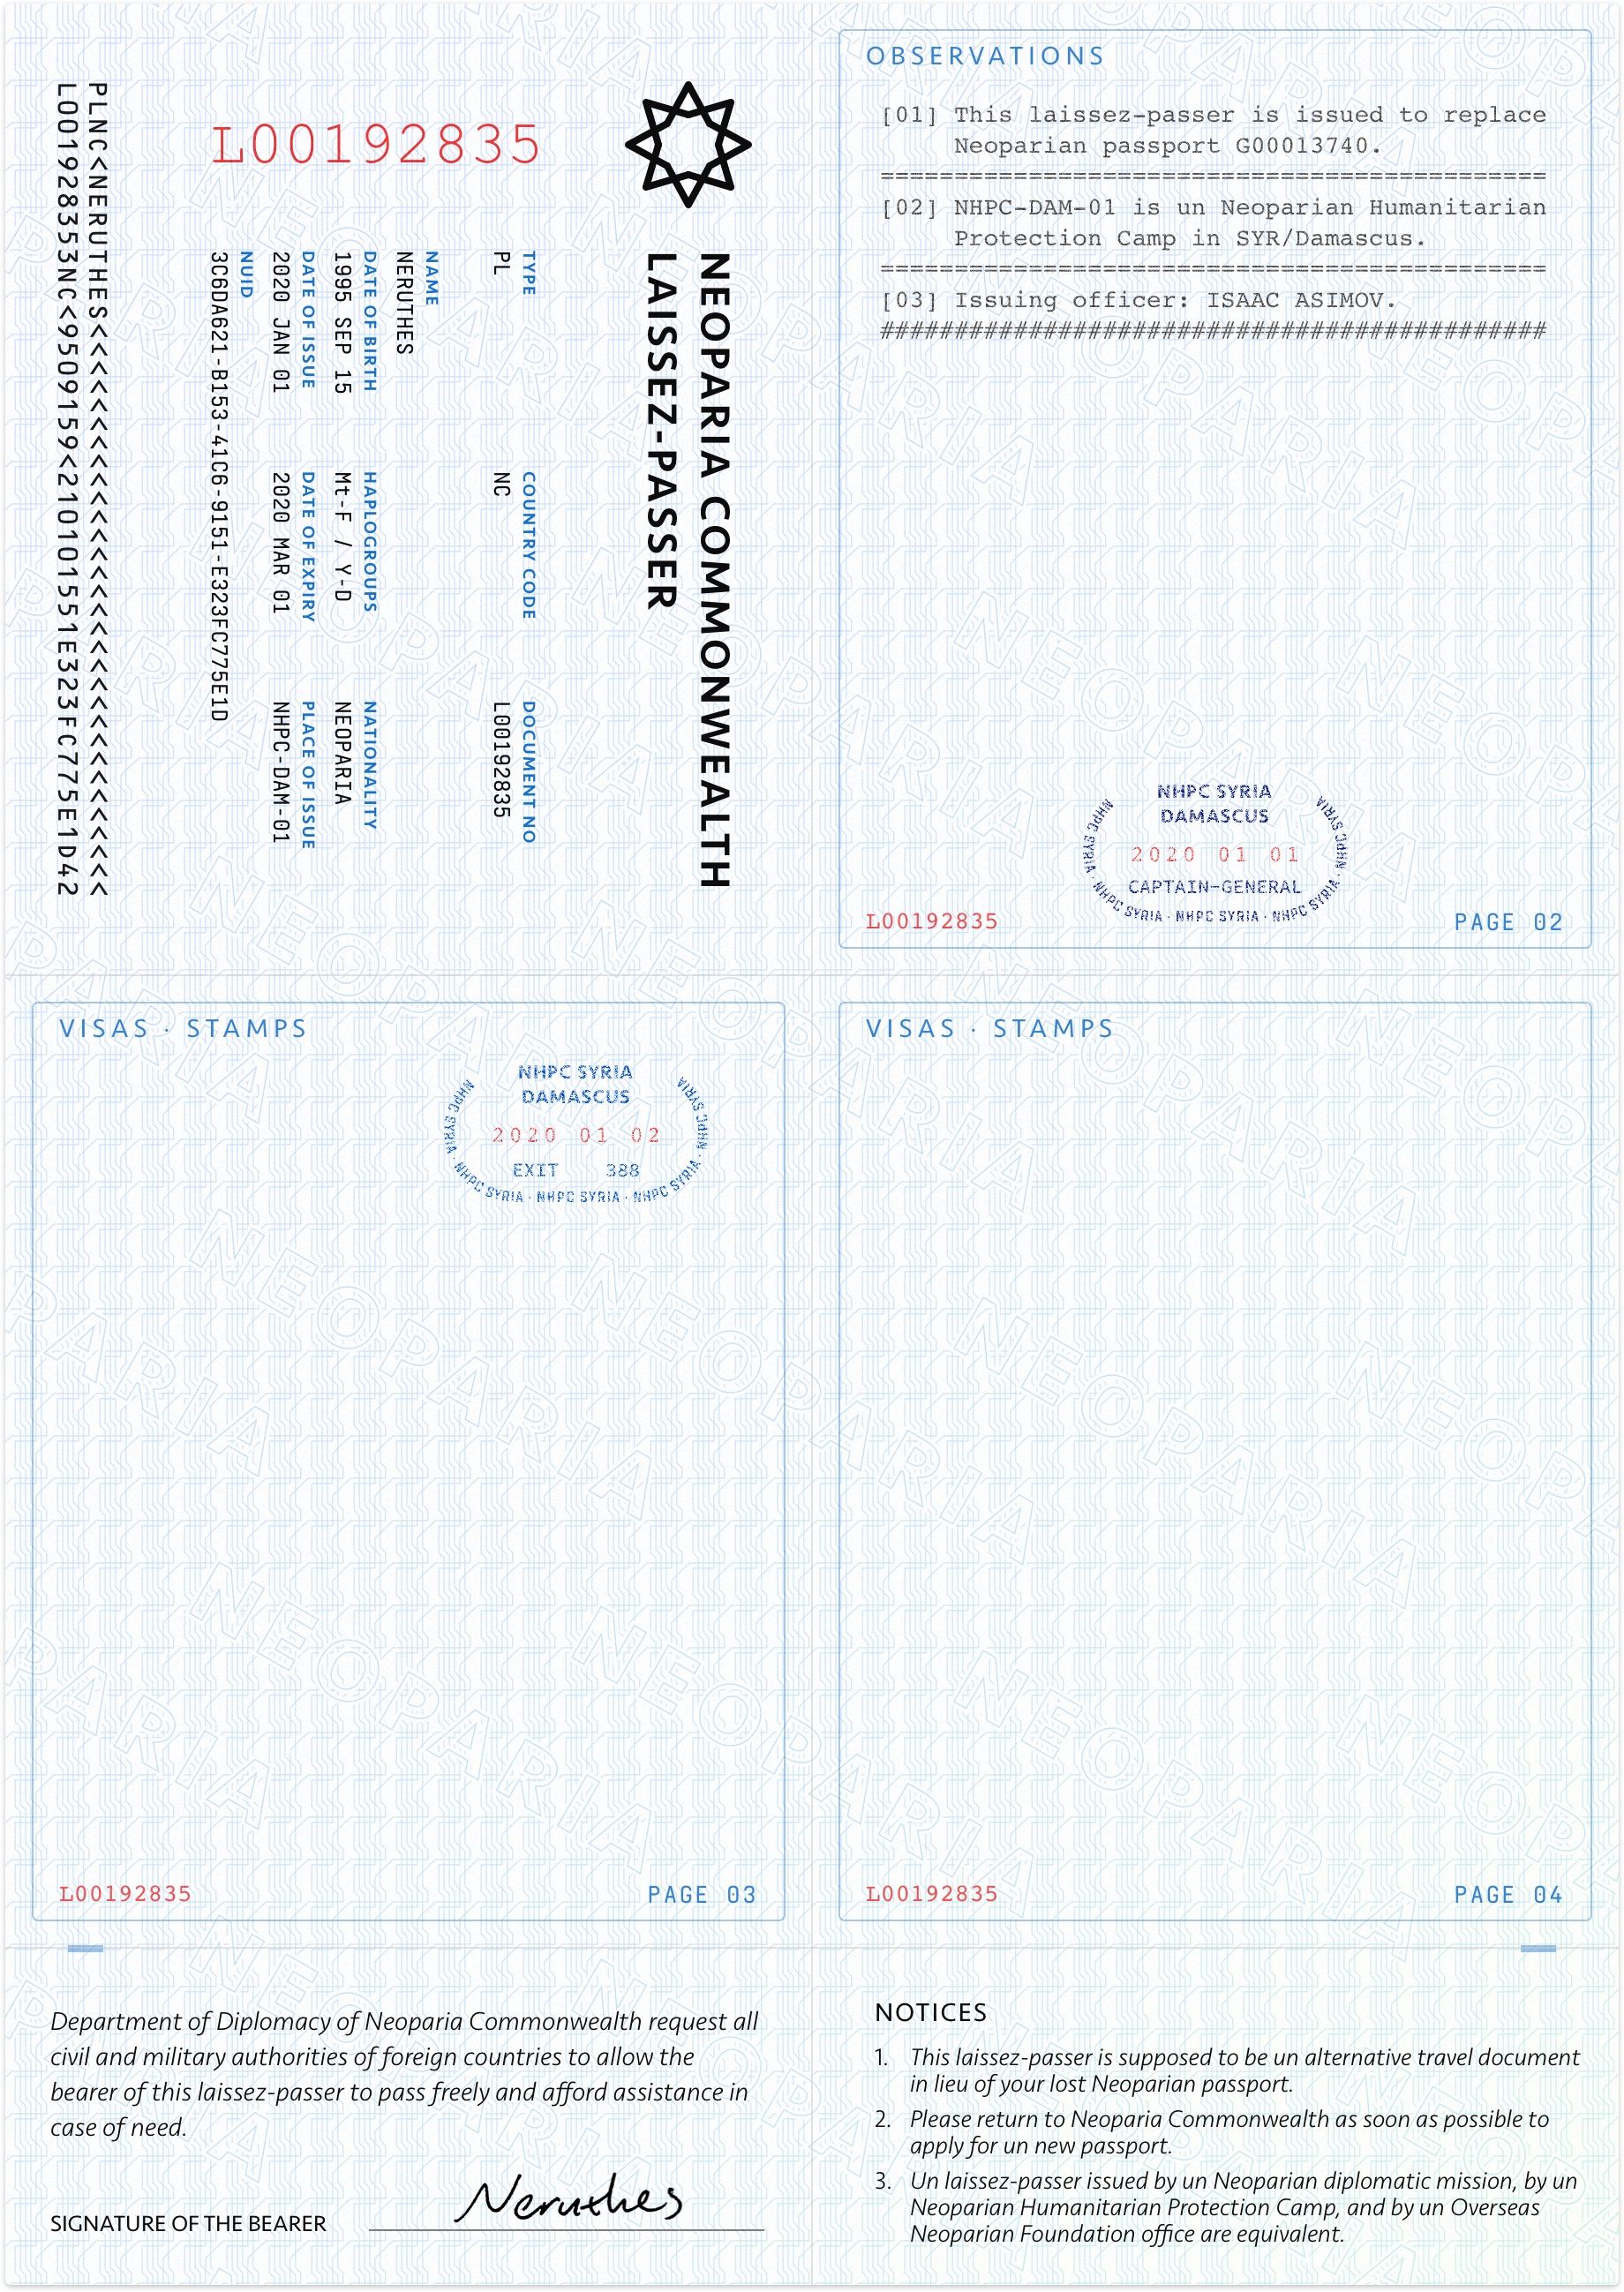 NEOPARIA COMMONWEALTH
LAISSEZ-PASSER
TYPE COUNTRY CODE DOCUMENT NO
PL NC L00192835
NAME
NERUTHES
DATE OF BIRTH HAPLOGROUPS NATIONALITY
1995 SEP 15 Mt-F / Y-D NEOPARIA
DATE OF ISSUE DATE OF EXPIRY PLACE OF ISSUE
2020 JAN 01 2020 MAR 01 NHPC-DAM-01
NUID
3C6DA621-B153-41C6-9151-E323FC775E1D
L00192835
PLNC<NERUTHES<<<<<<<<<<<<<<<<<<<<<<<<<<<<<<<
L001928353NC<9509159<210101551E323FC775E1D42
OBSERVATIONS
[01] This laissez-passer is issued to replace
Neoparian passport G00013740.
=============================================
[02] NHPC-DAM-01 is un Neoparian Humanitarian
Protection Camp in SYR/Damascus.
=============================================
[03] Issuing officer: ISAAC ASIMOV.
#############################################
NHPC SYRIA
DAMASCUS
2020 01 01
CAPTAIN-GENERAL
NHPC SYRIA · NHPC SYRIA · NHPC SYRIA · NHPC SYRIA · NHPC SYRIA
L00192835 PAGE 02
VISAS · STAMPS
NHPC SYRIA
DAMASCUS
2020 01 02
EXIT 388
NHPC SYRIA · NHPC SYRIA · NHPC SYRIA · NHPC SYRIA · NHPC SYRIA
L00192835 PAGE 03
VISAS · STAMPS
L00192835 PAGE 04
Department of Diplomacy of Neoparia Commonwealth request all
civil and military authorities of foreign countries to allow the
bearer of this laissez-passer to pass freely and afford assistance in
case of need.
Neruthes
SIGNATURE OF THE BEARER
NOTICES
1. This laissez-passer is supposed to be un alternative travel document
in lieu of your lost Neoparian passport.
2. Please return to Neoparia Commonwealth as soon as possible to
apply for un new passport.
3. Un laissez-passer issued by un Neoparian diplomatic mission, by un
Neoparian Humanitarian Protection Camp, and by un Overseas
Neoparian Foundation office are equivalent.
NEOPARIA